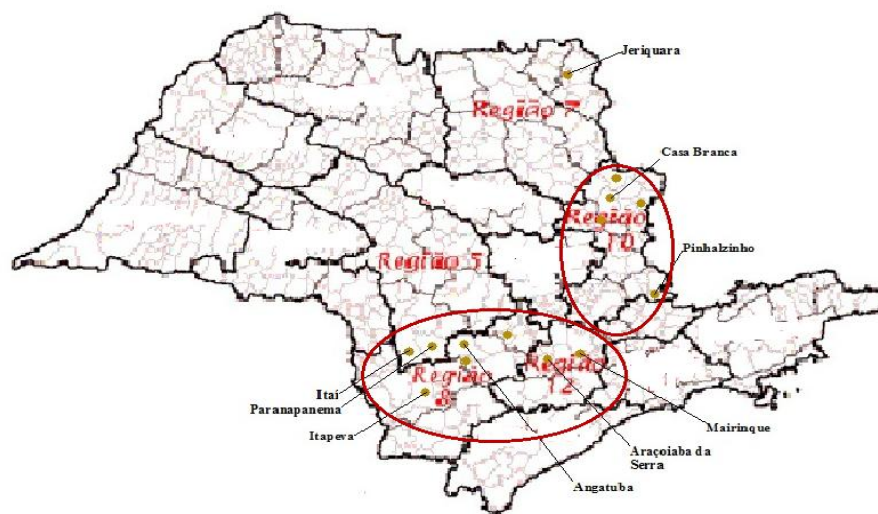 Jeriquara
Região 7
Casa Branca
Região
10
Pinhalzinho
Região 5
Itaí
Paranapanema
Região
8
Região
12
Itapeva
Mairinque
Araçoiaba da
Serra
Angatuba